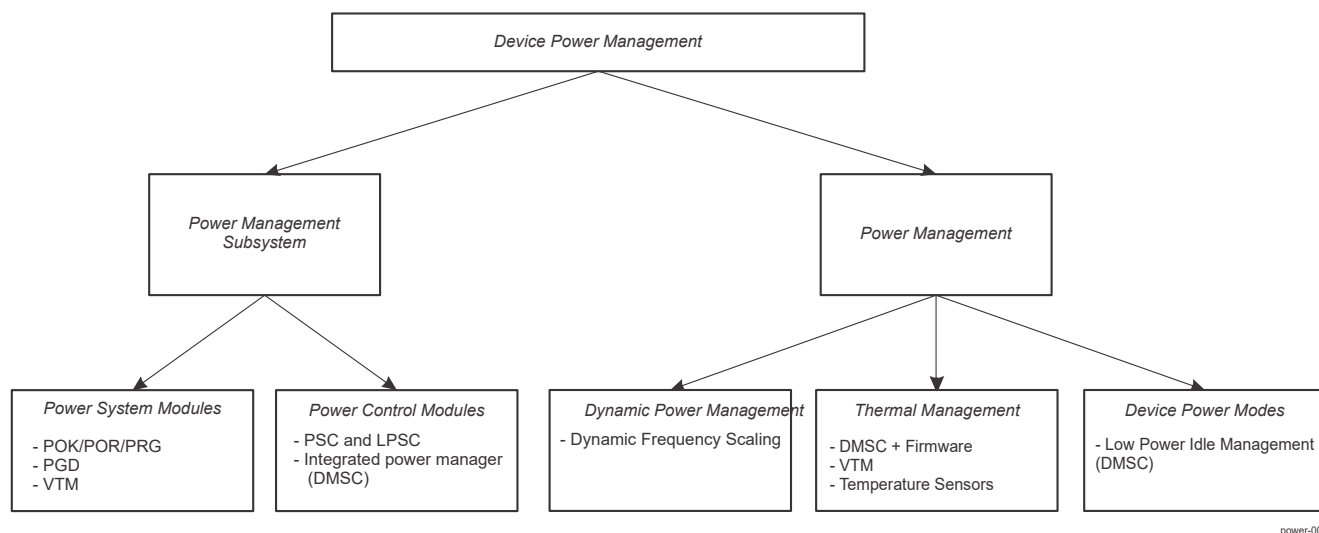 Device Power Management
Power Management
Subsystem
Power Management
Power System Modules
- POK/POR/PRG
- PGD
- VTM
Power Control Modules
- PSC and LPSC
- Integrated power manager
(DMSC)
Dynamic Power Management
- Dynamic Frequency Scaling
Thermal Management
- DMSC + Firmware
- VTM
- Temperature Sensors
Device Power Modes
- Low Power Idle Management
(DMSC)
power-00